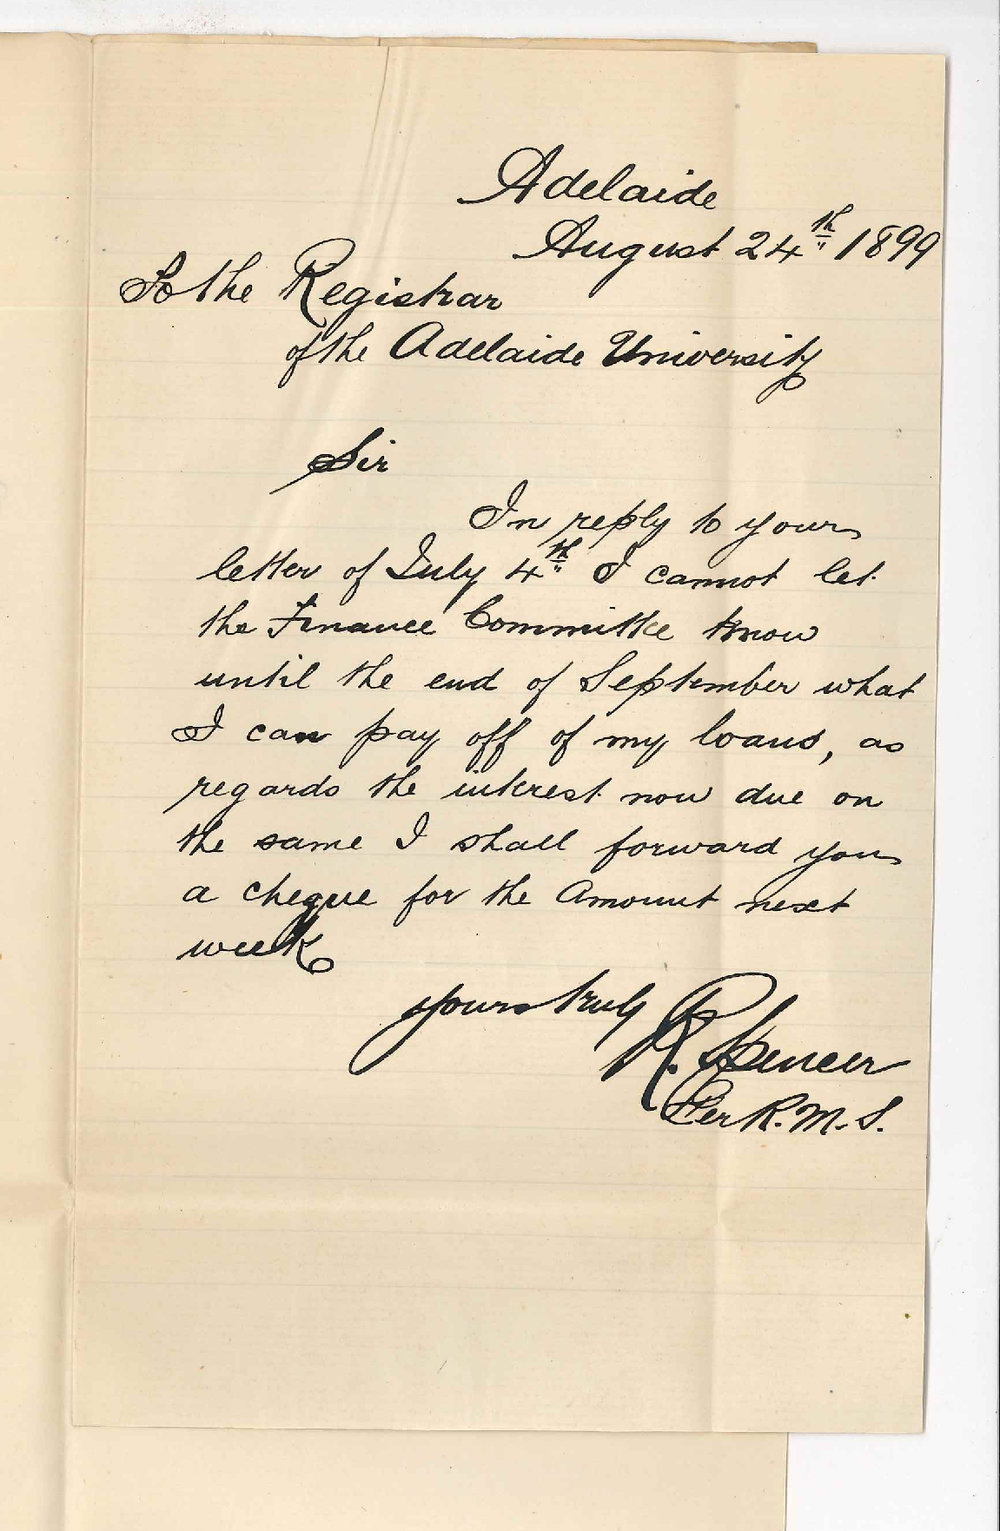 Adelaide
August 24th 1899
To the Registrar
of the Adelaide University
Sir
In reply to your
letter of July 4th I cannot let
the Finance Committee know
until the end of September what
I can pay off of my loans, as
regards the interest now due on
the same I shall forward you
a cheque for the Amount next
week
yours truly
R. Spencer
Per R. M. S.